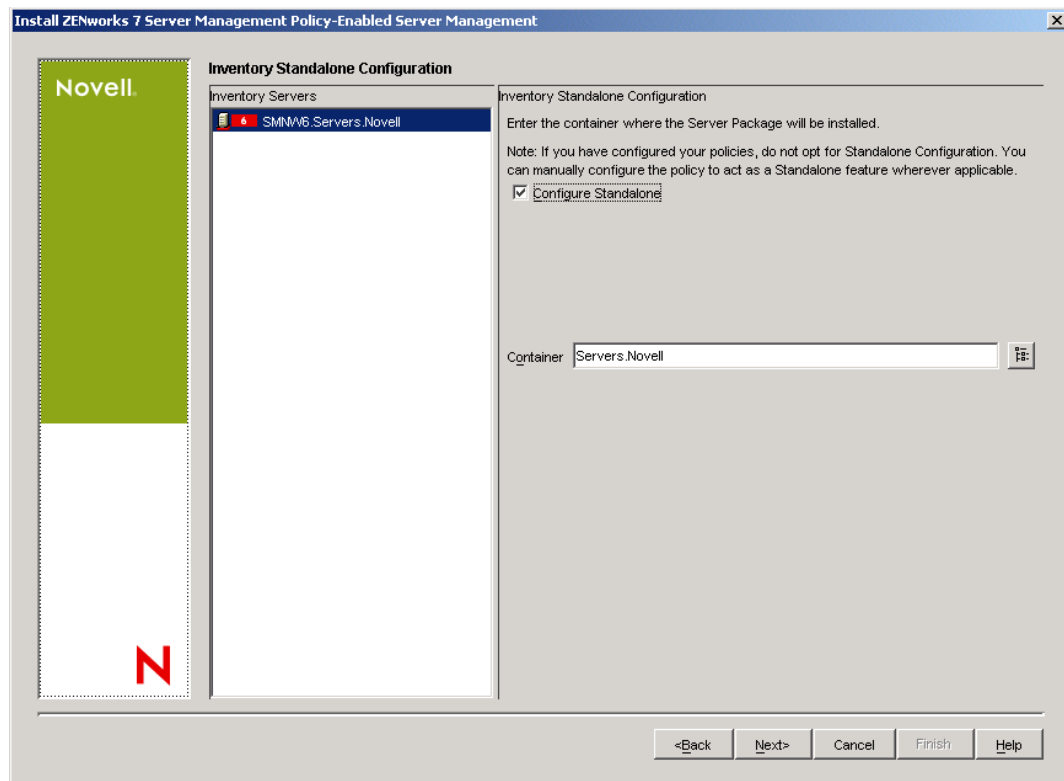 Install ZENworks 7 Server Management Policy-Enabled Server Management
Novell.
Inventory Standalone Configuration
Inventory Servers
6 SMNW6.Servers.Novell
Inventory Standalone Configuration
Enter the container where the Server Package will be installed.
Note: If you have configured your policies, do not opt for Standalone Configuration. You
can manually configure the policy to act as a Standalone feature wherever applicable.
Configure Standalone
Container Servers.Novell
N
<Back Next> Cancel Finish Help